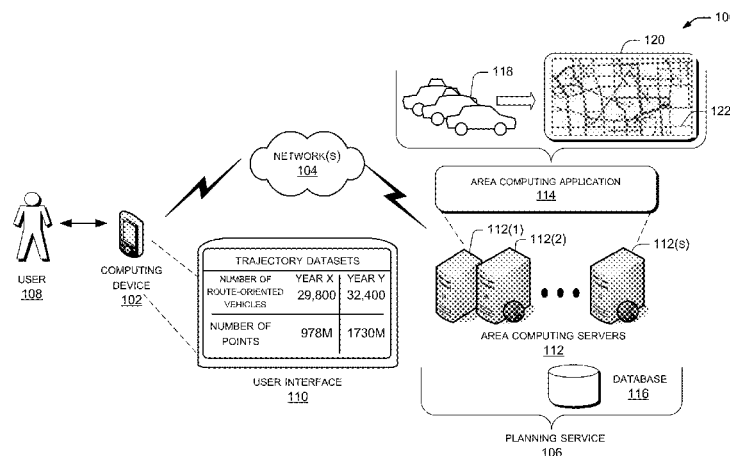 120
118
122
NETWORK(S)
104
AREA COMPUTING APPLICATION
114
112(1)
112(2)
112(S)
USER
108
COMPUTING
DEVICE
102
TRAJECTORY DATASETS
NUMBER OF
ROUTE-ORIENTED
VEHICLES
YEAR X
YEAR Y
29,800
32,400
NUMBER OF
POINTS
978M
1730M
USER INTERFACE
110
AREA COMPUTING SERVERS
112
DATABASE
116
PLANNING SERVICE
106